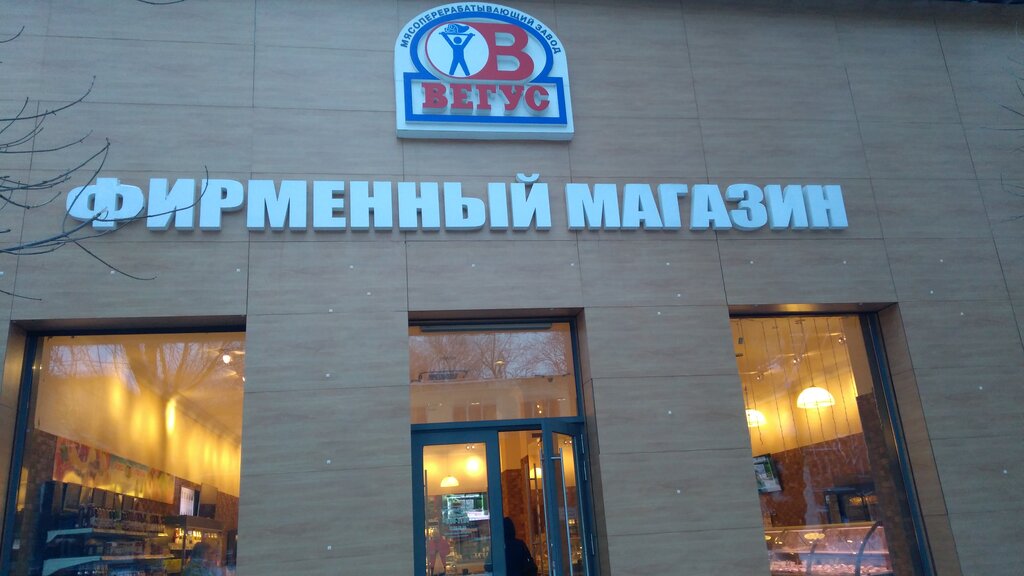 МЯСОПЕРЕРАБАТЫВАЮЩИЙ ЗАВОД
В
ВЕГУС
ФИРМЕННЫЙ МАГАЗИН